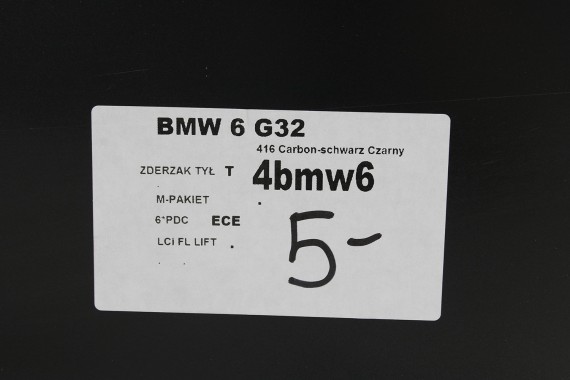 BMW 6 G32
416 Carbon-schwarz Czarny
ZDERZAK TYŁ T 4bmw6
M-PAKIET
6*PDC ECE
LCI FL LIFT
5-